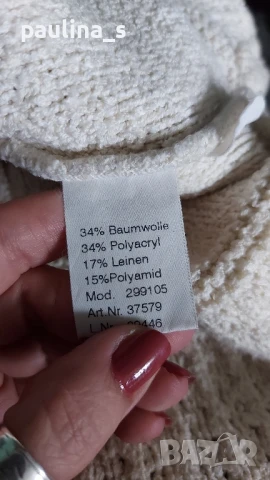 paulina_s
34% Baumwolle
34% Polyacryl
17% Leinen
15%Polyamid
Mod. 299105
Art.Nr. 37579
BAZAR